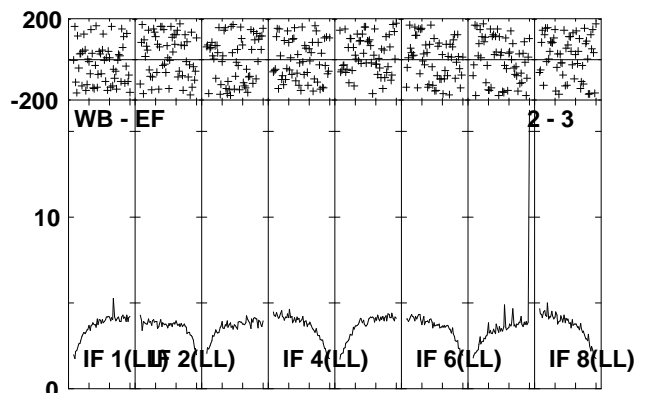 200
-200
WB - EF 2 - 3
10
IF 1(LL) IF 2(LL) IF 4(LL) IF 6(LL) IF 8(LL)
0